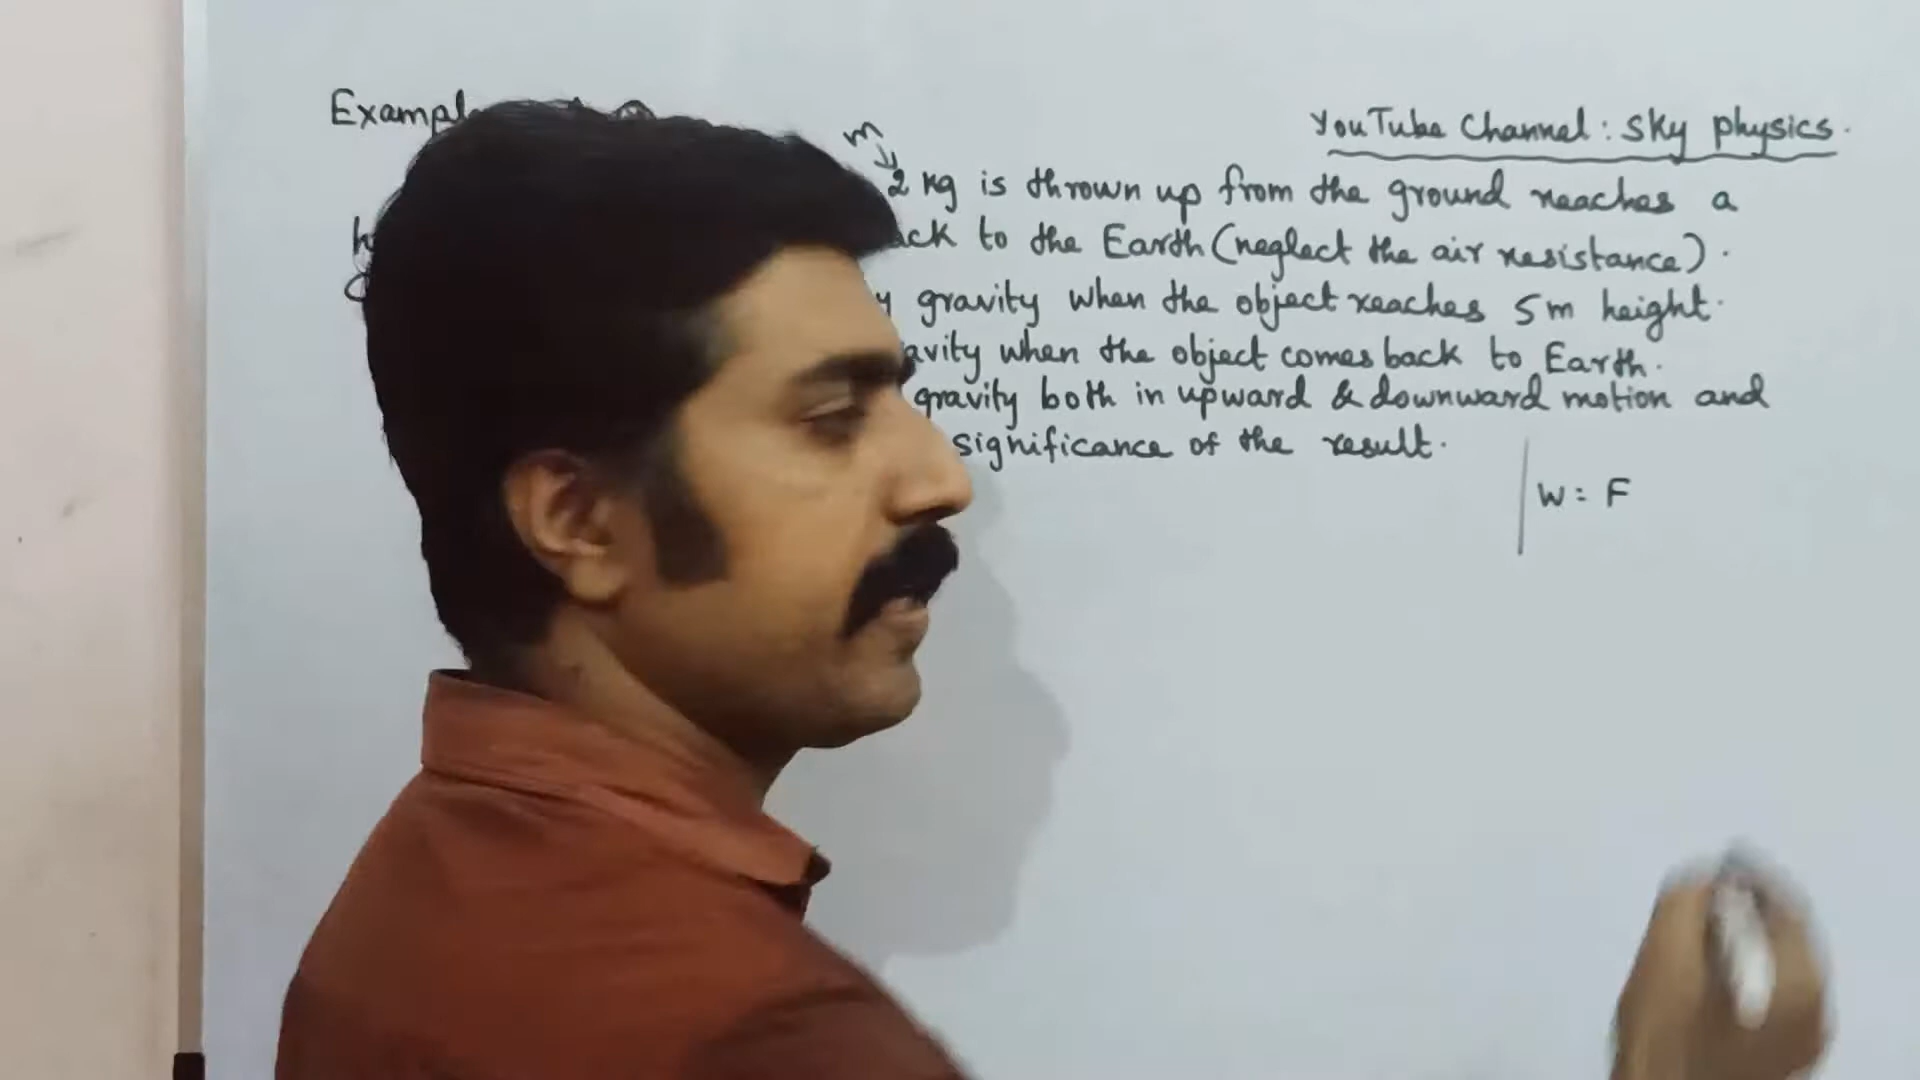 Exampl
YouTube Channel: Sky physics.
m
2 kg is thrown up from the ground reaches a
ack to the Earth (neglect the air resistance).
y gravity when the object reaches 5m height.
avity when the object comes back to Earth.
gravity both in upward & downward motion and
significance of the result.
W = F